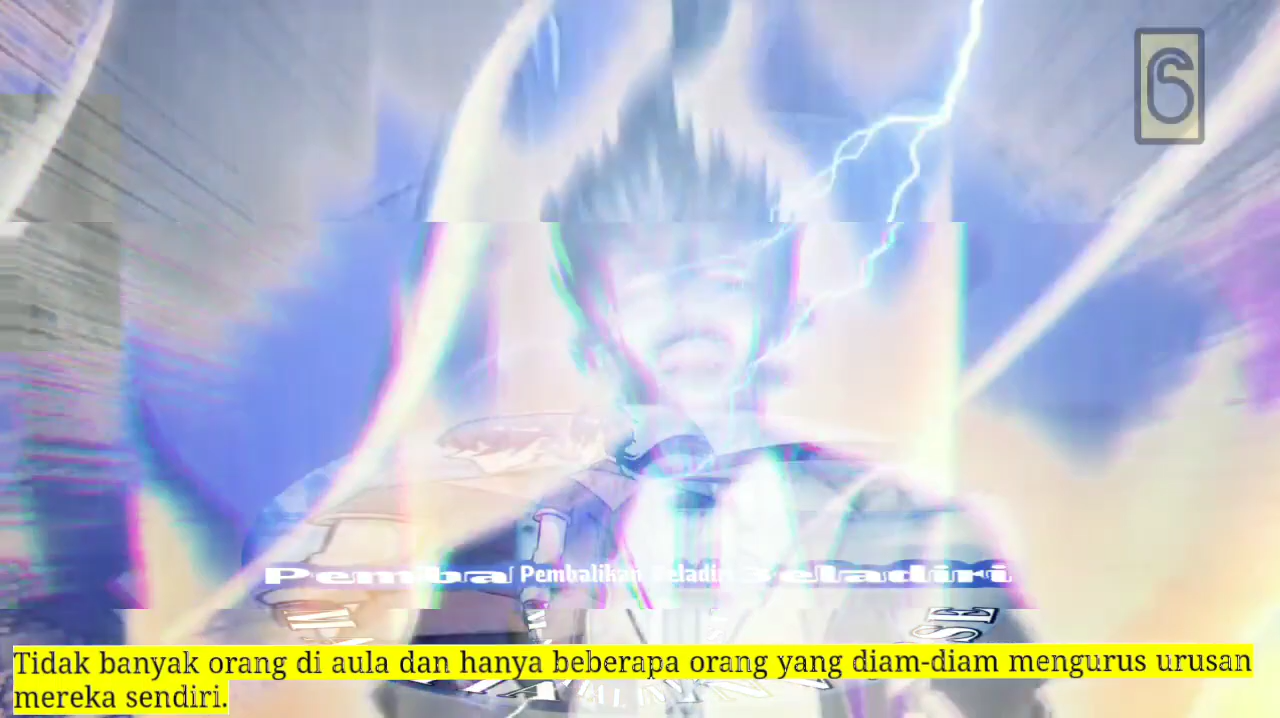 6
Pembalikan Beladiri
Tidak banyak orang di aula dan hanya beberapa orang yang diam-diam mengurus urusan
mereka sendiri.